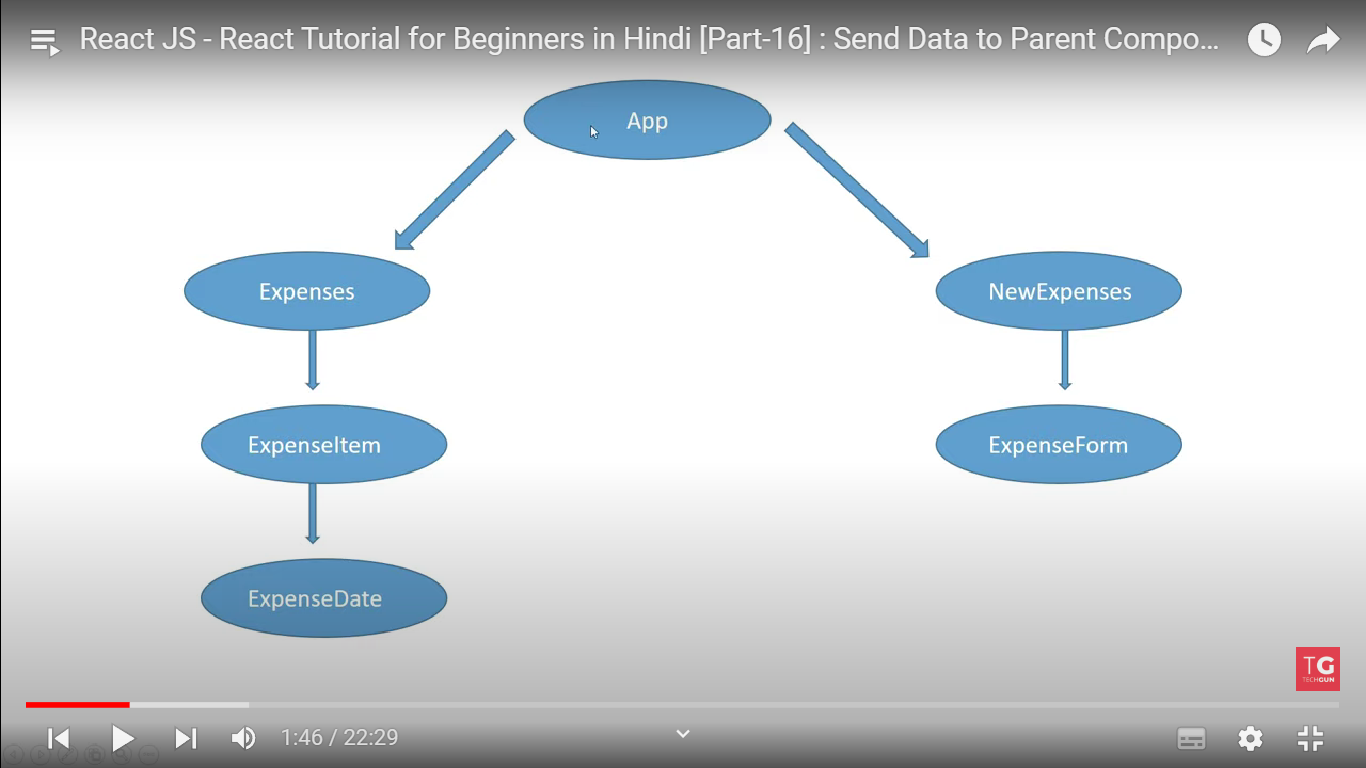 React JS - React Tutorial for Beginners in Hindi [Part-16] : Send Data to Parent Compo...
App
Expenses
NewExpenses
ExpenseItem
ExpenseForm
ExpenseDate
TG
TECHGUN
1:46 / 22:29